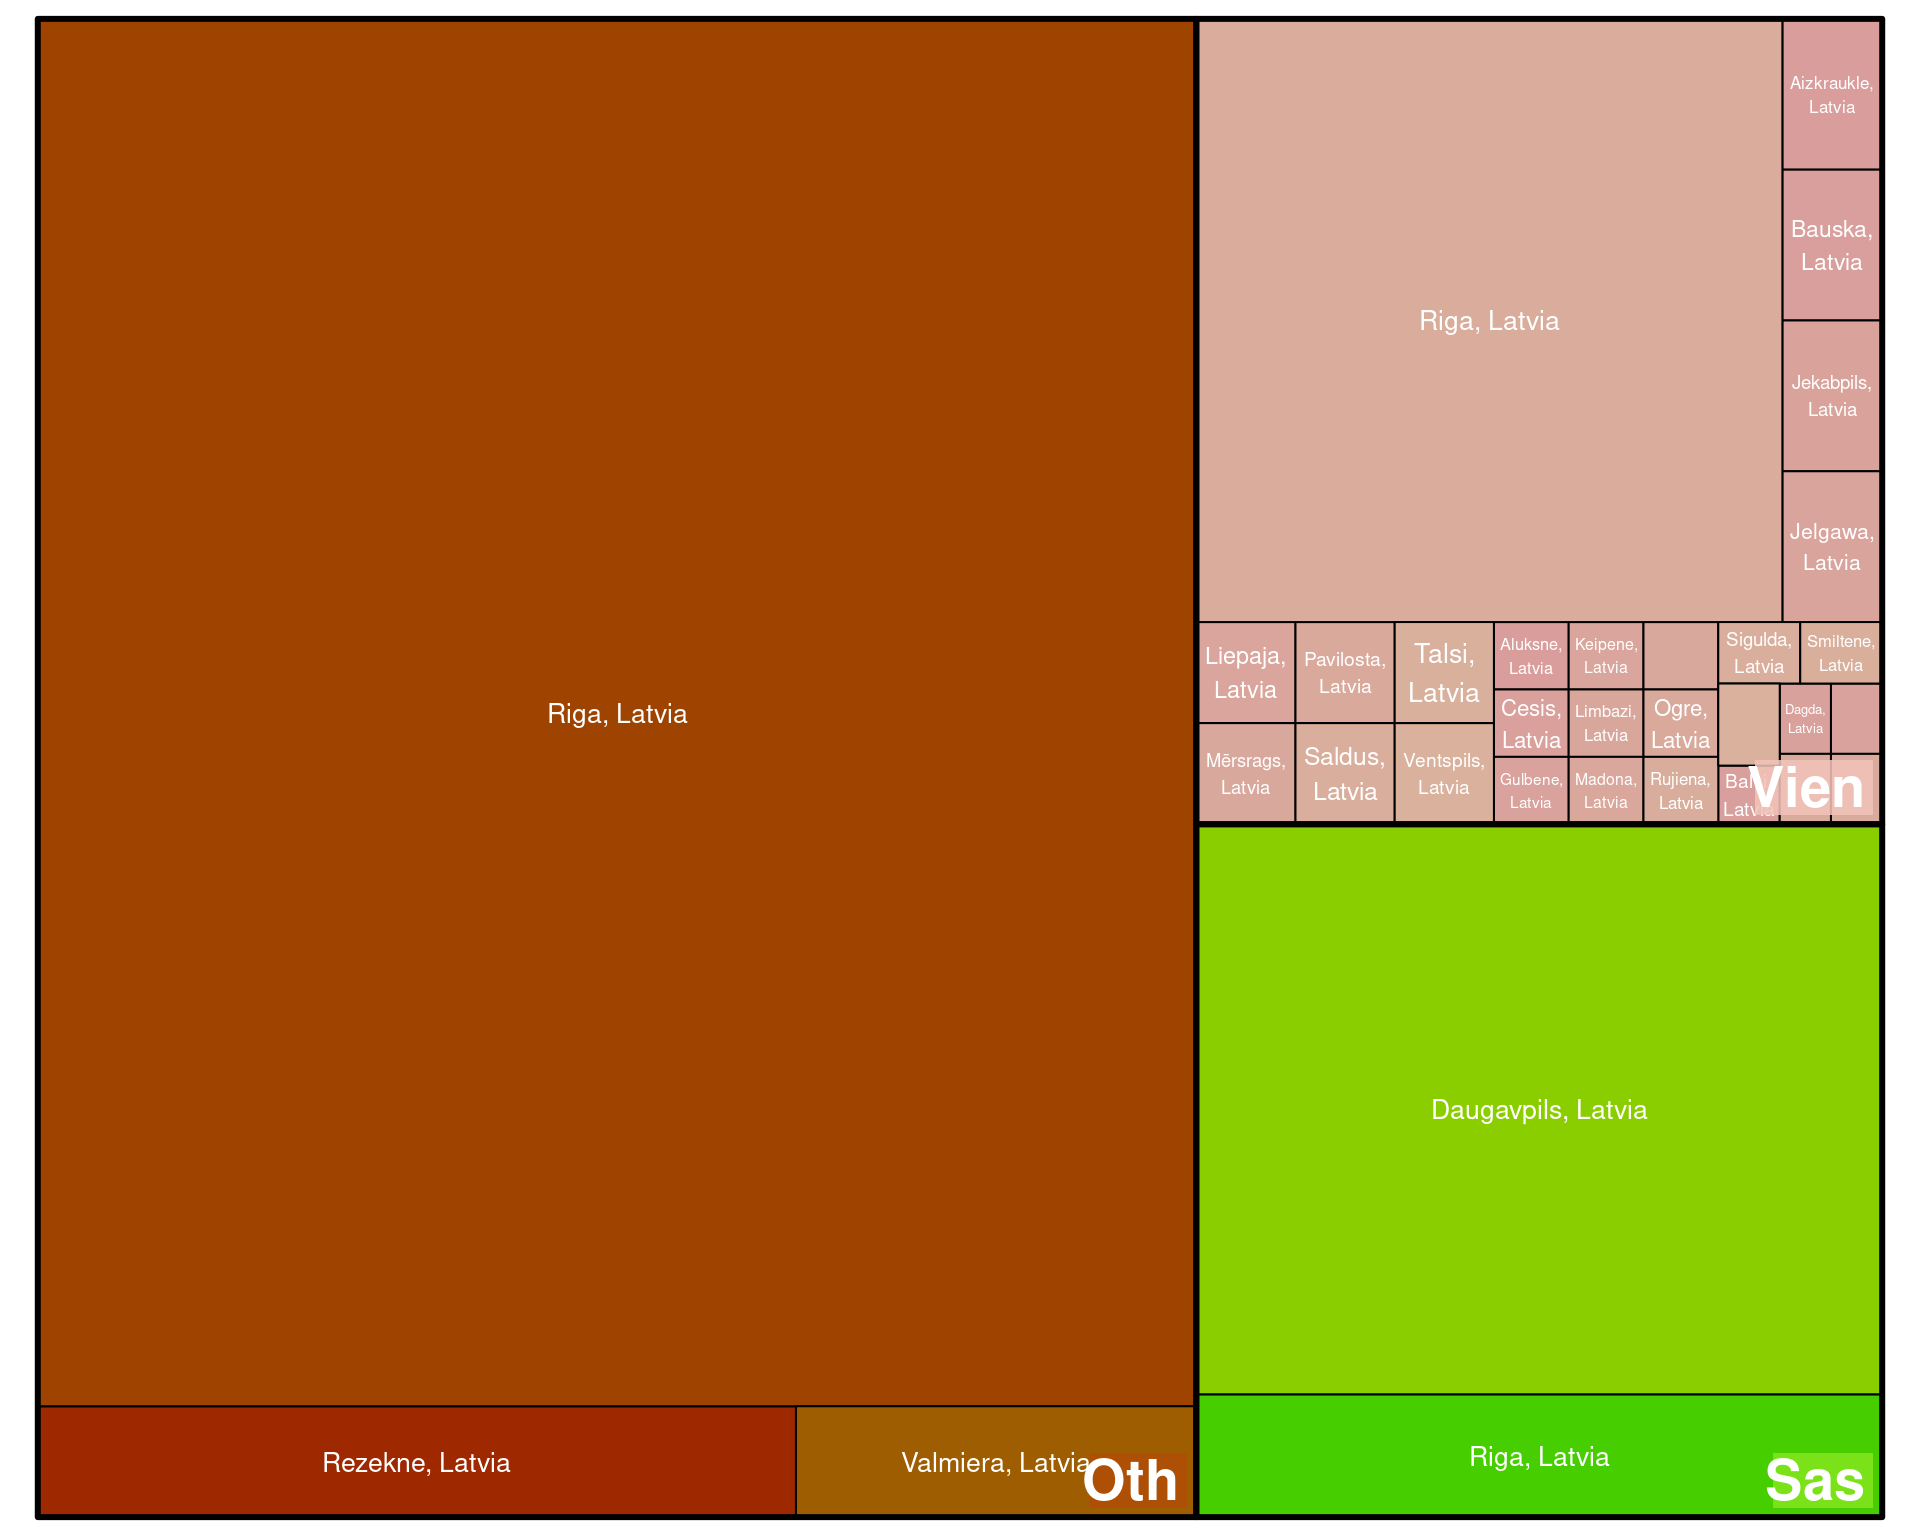 Riga, Latvia
Rezekne, Latvia
Valmiera, Latvia
Oth
Riga, Latvia
Aizkraukle,
Latvia
Bauska,
Latvia
Jekabpils,
Latvia
Jelgawa,
Latvia
Liepaja,
Latvia
Mērsrags,
Latvia
Pavilosta,
Latvia
Saldus,
Latvia
Talsi,
Latvia
Ventspils,
Latvia
Aluksne,
Latvia
Cesis,
Latvia
Gulbene,
Latvia
Keipene,
Latvia
Limbazi,
Latvia
Madona,
Latvia
Ogre,
Latvia
Rujiena,
Latvia
Sigulda,
Latvia
Smiltene,
Latvia
Dagda,
Latvia
Latvia
Vien
Daugavpils, Latvia
Riga, Latvia
Sas